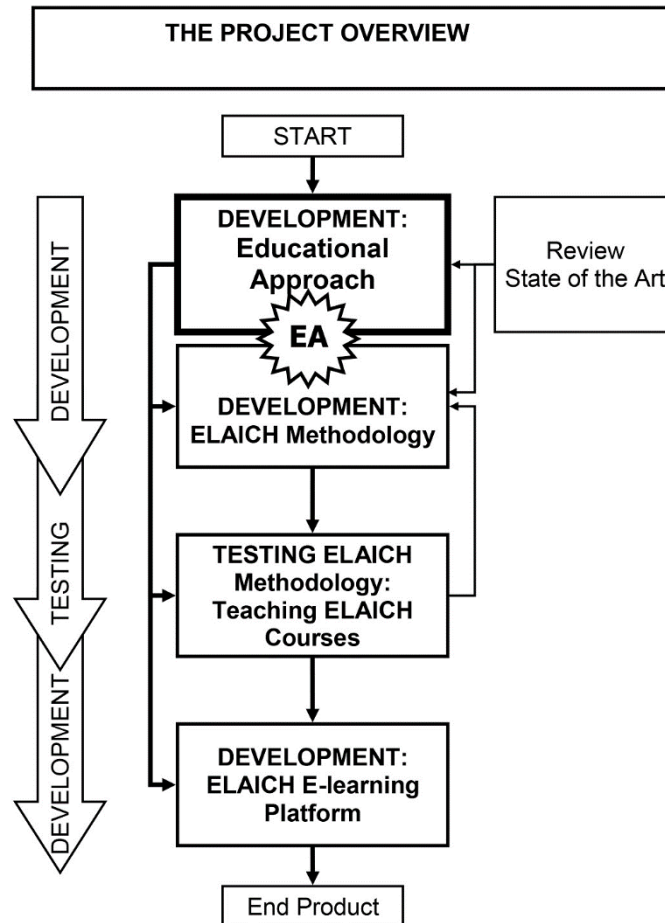 THE PROJECT OVERVIEW
START
DEVELOPMENT:
Educational
Approach
Review
State of the Art
EA
DEVELOPMENT:
ELAICH Methodology
DEVELOPMENT
TESTING ELAICH
Methodology:
Teaching ELAICH
Courses
TESTING
DEVELOPMENT:
ELAICH E-learning
Platform
DEVELOPMENT
End Product